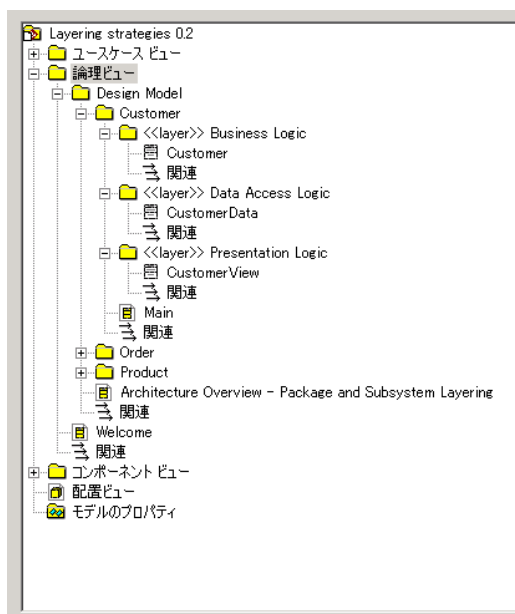 Layering strategies 0.2
ユースケース ビュー
論理ビュー
Design Model
Customer
<<layer>> Business Logic
Customer
関連
<<layer>> Data Access Logic
CustomerData
関連
<<layer>> Presentation Logic
CustomerView
関連
Main
関連
Order
Product
Architecture Overview - Package and Subsystem Layering
関連
Welcome
関連
コンポーネント ビュー
配置ビュー
モデルのプロパティ